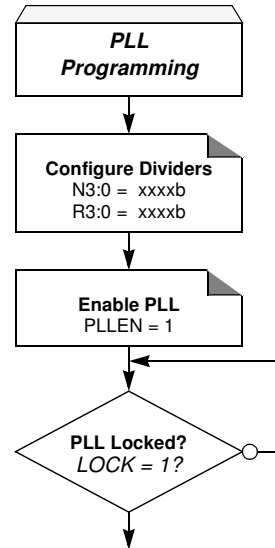 PLL
Programming
Configure Dividers
N3:0 = xxxxb
R3:0 = xxxxb
Enable PLL
PLLEN = 1
PLL Locked?
LOCK = 1?